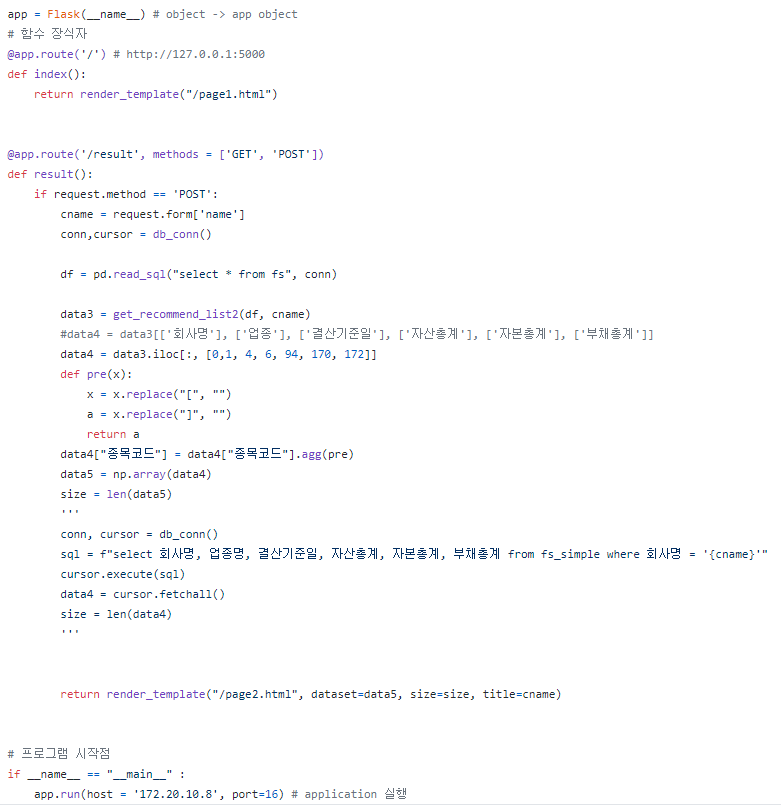 app = Flask(__name__) # object -> app object
# 함수 장식자
@app.route('/') # http://127.0.0.1:5000
def index():
    return render_template("/page1.html")
@app.route('/result', methods = ['GET', 'POST'])
def result():
    if request.method == 'POST':
        cname = request.form['name']
        conn,cursor = db_conn()
        df = pd.read_sql("select * from fs", conn)
        data3 = get_recommend_list2(df, cname)
        #data4 = data3[['회사명'], ['업종'], ['결산기준일'], ['자산총계'], ['자본총계'], ['부채총계']]
        data4 = data3.iloc[:, [0,1, 4, 6, 94, 170, 172]]
        def pre(x):
            x = x.replace("[", "")
            a = x.replace("]", "")
            return a
        data4["종목코드"] = data4["종목코드"].agg(pre)
        data5 = np.array(data4)
        size = len(data5)
        '''
        conn, cursor = db_conn()
        sql = f"select 회사명, 업종명, 결산기준일, 자산총계, 자본총계, 부채총계 from fs_simple where 회사명 = '{cname}'"
        cursor.execute(sql)
        data4 = cursor.fetchall()
        size = len(data4)
        '''
        return render_template("/page2.html", dataset=data5, size=size, title=cname)
# 프로그램 시작점
if __name__ == "__main__" :
    app.run(host = '172.20.10.8', port=16) # application 실행